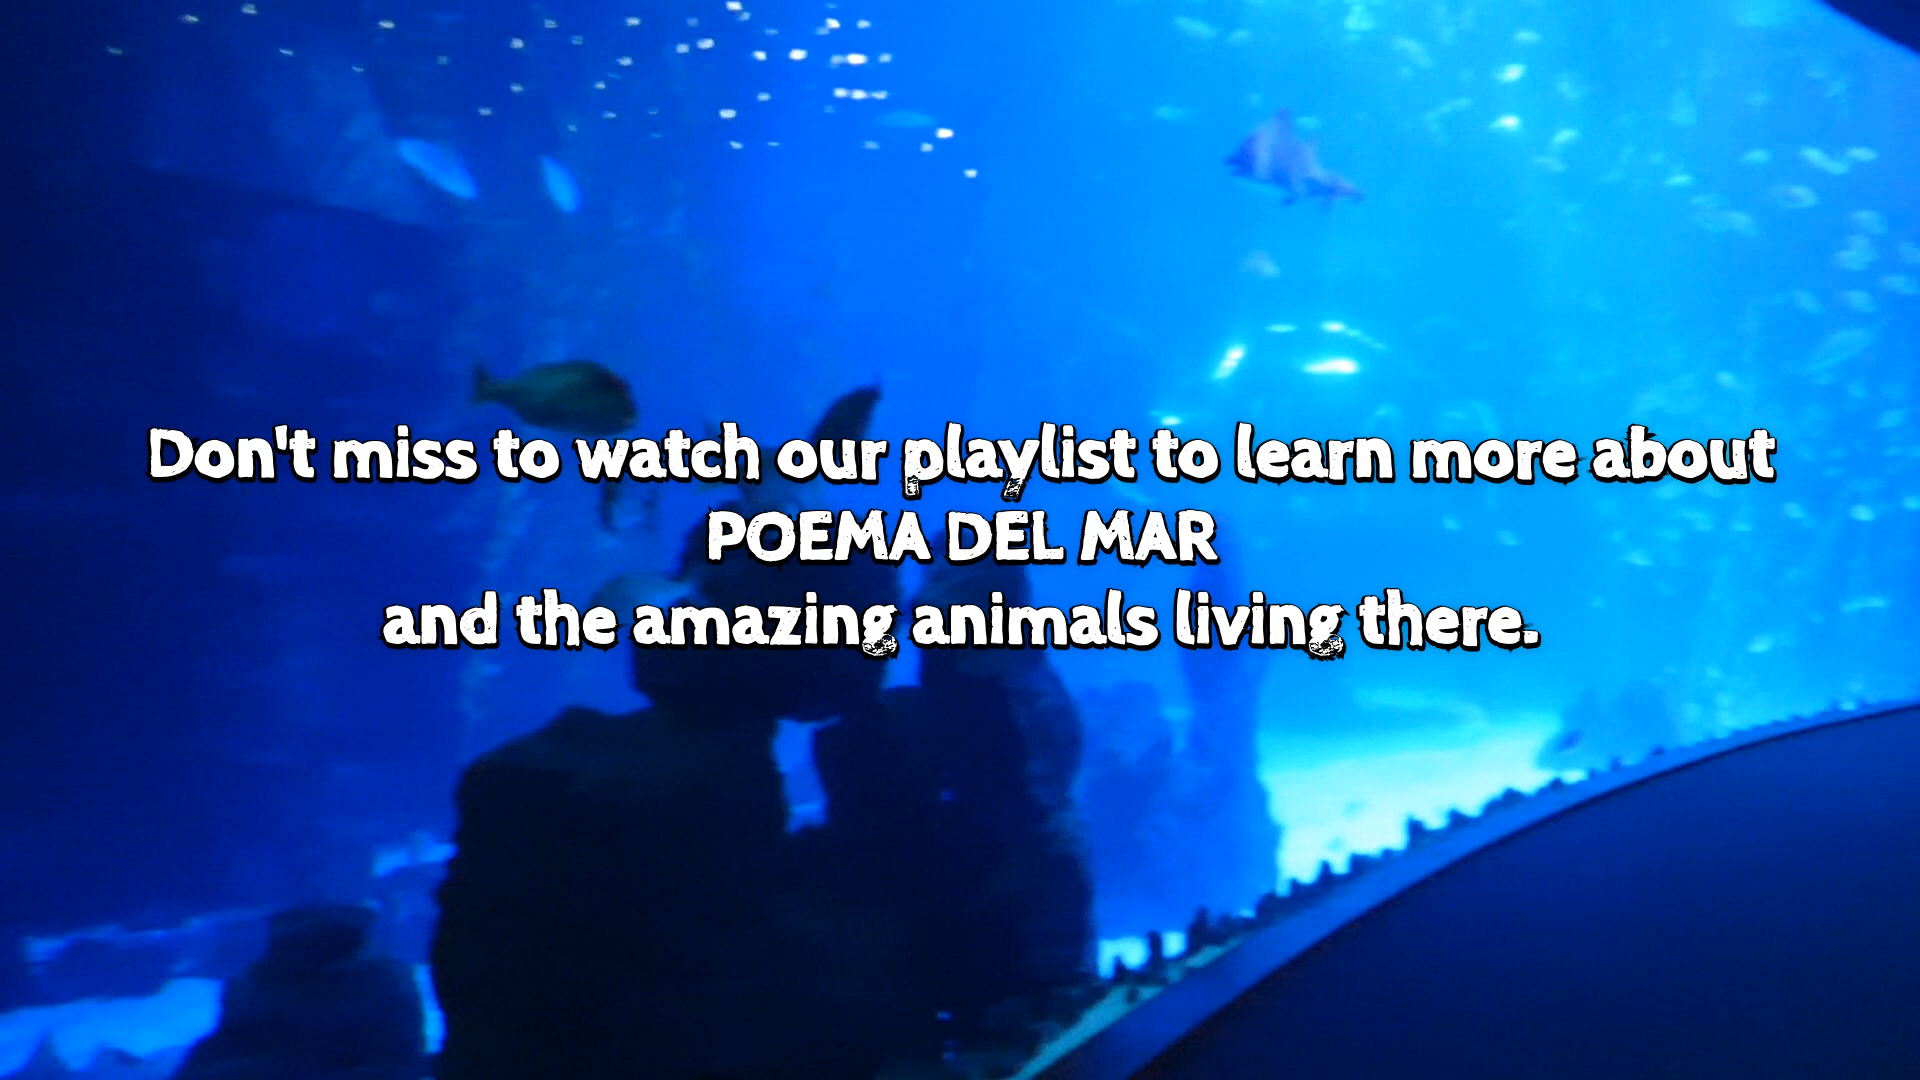 Don't miss to watch our playlist to learn more about
POEMA DEL MAR
and the amazing animals living there.